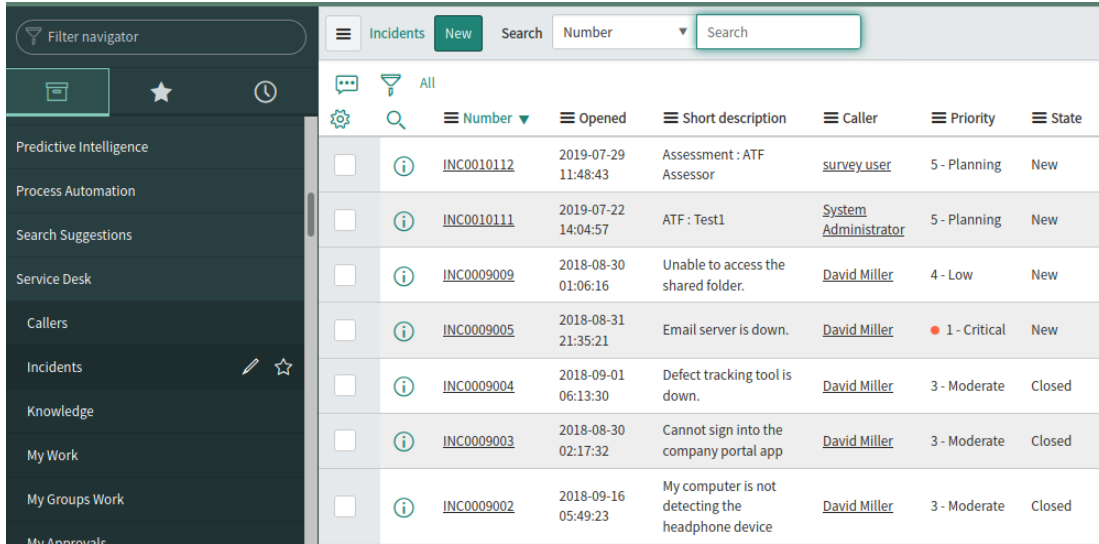 Filter navigator
Predictive Intelligence
Process Automation
Search Suggestions
Service Desk
Callers
Incidents
Knowledge
My Work
My Groups Work
My Approvals
Incidents New Search Number Search
All
Number Opened Short description Caller Priority State
INC0010112 2019-07-29 11:48:43 Assessment : ATF Assessor survey user 5 - Planning New
INC0010111 2019-07-22 14:04:57 ATF : Test1 System Administrator 5 - Planning New
INC0009009 2018-08-30 01:06:16 Unable to access the shared folder. David Miller 4 - Low New
INC0009005 2018-08-31 21:35:21 Email server is down. David Miller 1 - Critical New
INC0009004 2018-09-01 06:13:30 Defect tracking tool is down. David Miller 3 - Moderate Closed
INC0009003 2018-08-30 02:17:32 Cannot sign into the company portal app David Miller 3 - Moderate Closed
INC0009002 2018-09-16 05:49:23 My computer is not detecting the headphone device David Miller 3 - Moderate Closed